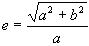 e = √(a² + b²) / a